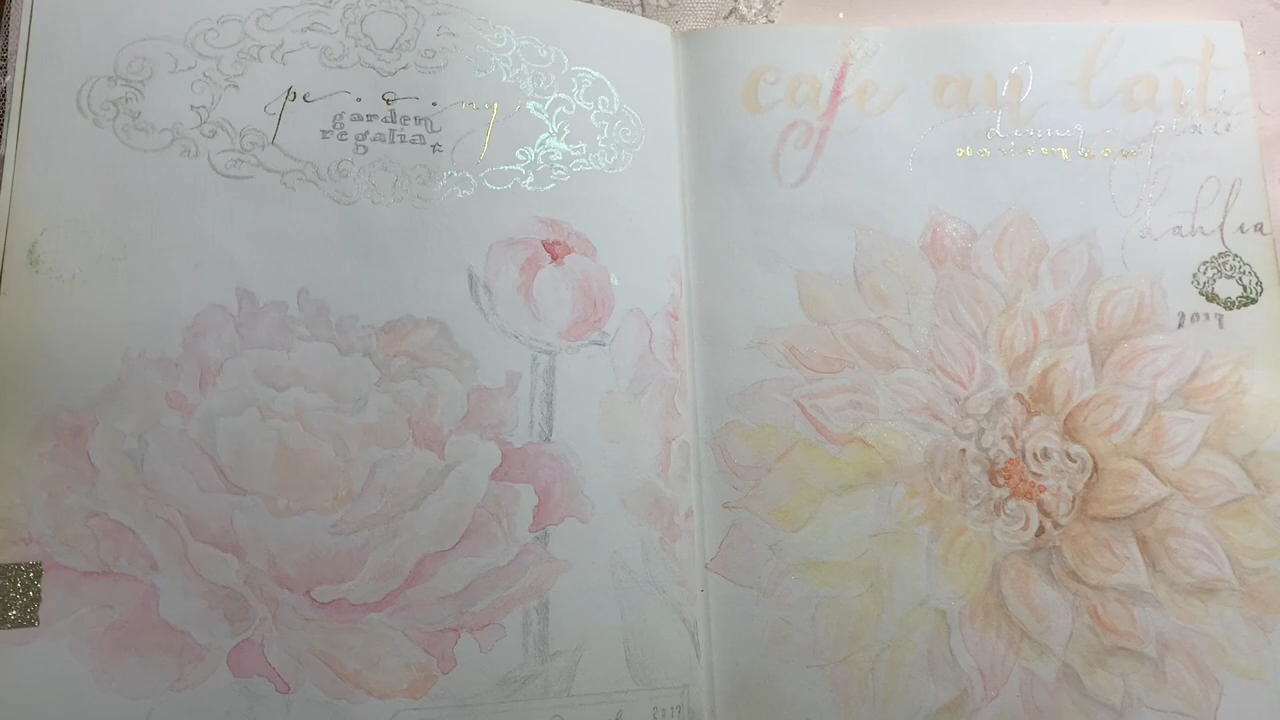 pe.o.ny
garden
regalia
cafe au lait
dinner plate
dahlia
2017
2017